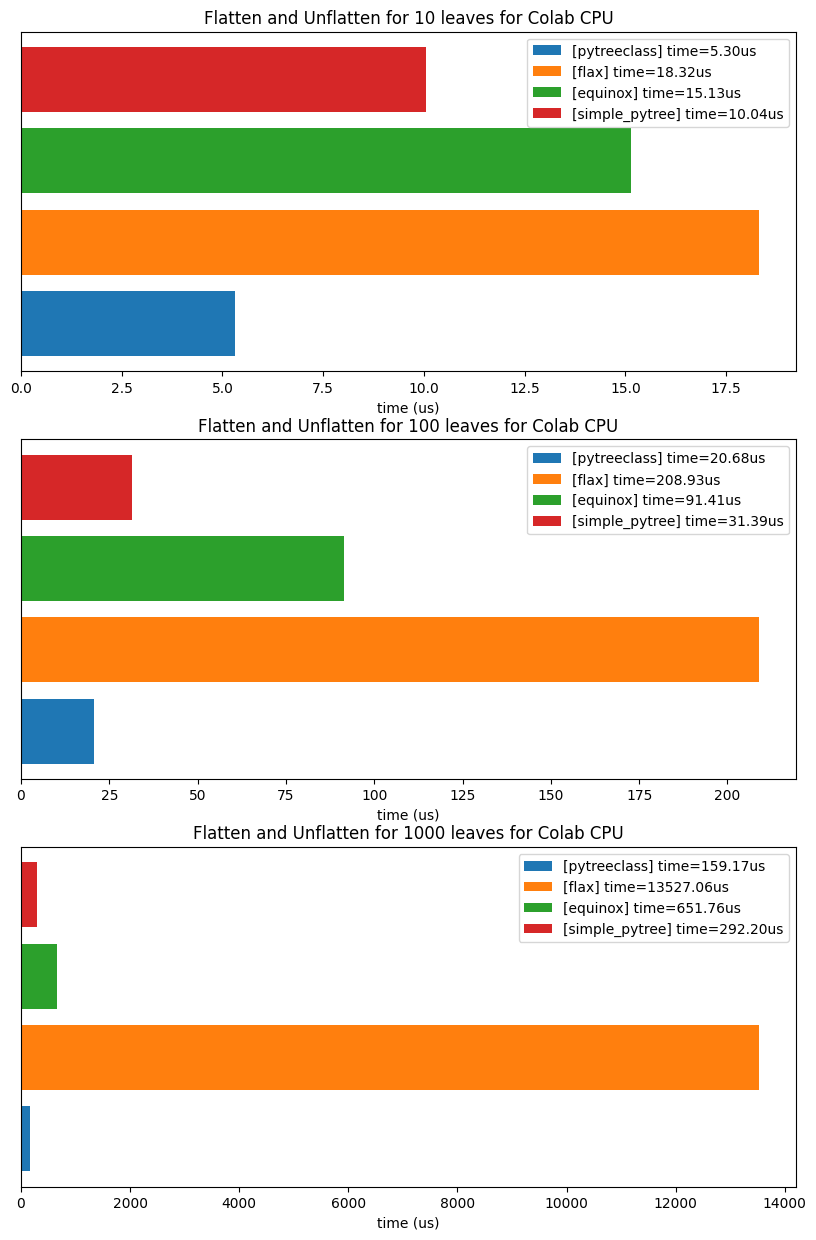 Flatten and Unflatten for 10 leaves for Colab CPU
[pytreeclass] time=5.30us
[flax] time=18.32us
[equinox] time=15.13us
[simple_pytree] time=10.04us
0.0 2.5 5.0 7.5 10.0 12.5 15.0 17.5
time (us)
Flatten and Unflatten for 100 leaves for Colab CPU
[pytreeclass] time=20.68us
[flax] time=208.93us
[equinox] time=91.41us
[simple_pytree] time=31.39us
0 25 50 75 100 125 150 175 200
time (us)
Flatten and Unflatten for 1000 leaves for Colab CPU
[pytreeclass] time=159.17us
[flax] time=13527.06us
[equinox] time=651.76us
[simple_pytree] time=292.20us
0 2000 4000 6000 8000 10000 12000 14000
time (us)